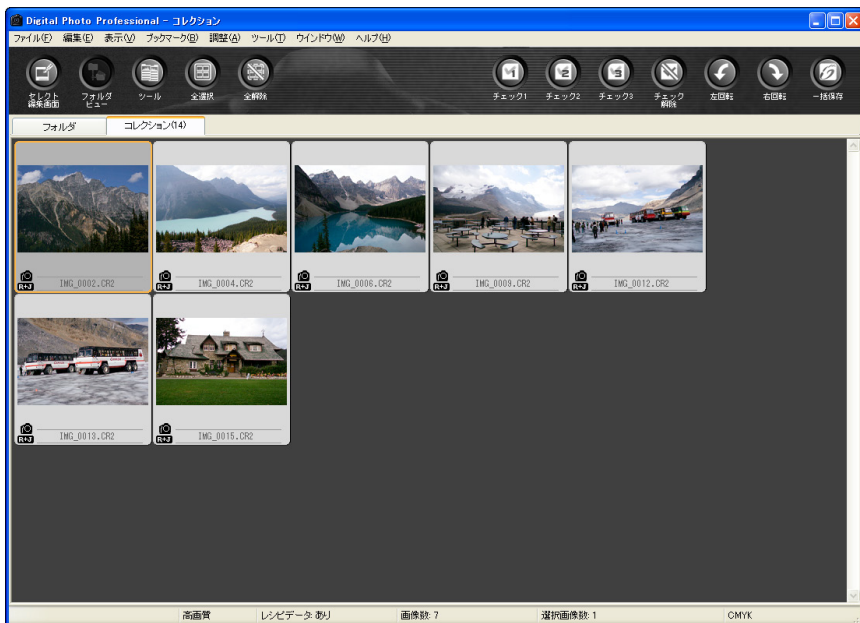 Digital Photo Professional - コレクション
ファイル(F) 編集(E) 表示(V) ブックマーク(B) 調整(A) ツール(T) ウインドウ(W) ヘルプ(H)
セレクト編集画面 フォルダビュー ツール 全選択 全解除 チェック1 チェック2 チェック3 チェック解除 左回転 右回転 一括保存
フォルダ コレクション(14)
R+J IMG_0002.CR2 R+J IMG_0004.CR2 R+J IMG_0006.CR2 R+J IMG_0009.CR2 R+J IMG_0012.CR2
R+J IMG_0013.CR2 R+J IMG_0015.CR2
高画質 レシピデータ: あり 画像数: 7 選択画像数: 1 CMYK